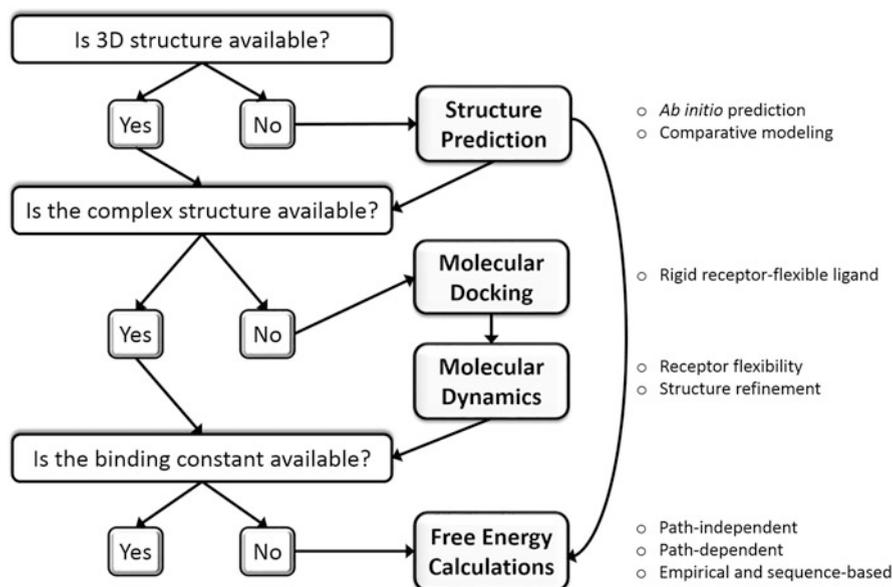 Is 3D structure available?
Yes
No
Structure
Prediction
○ Ab initio prediction
○ Comparative modeling
Is the complex structure available?
Yes
No
Molecular
Docking
○ Rigid receptor-flexible ligand
Molecular
Dynamics
○ Receptor flexibility
○ Structure refinement
Is the binding constant available?
Yes
No
Free Energy
Calculations
○ Path-independent
○ Path-dependent
○ Empirical and sequence-based